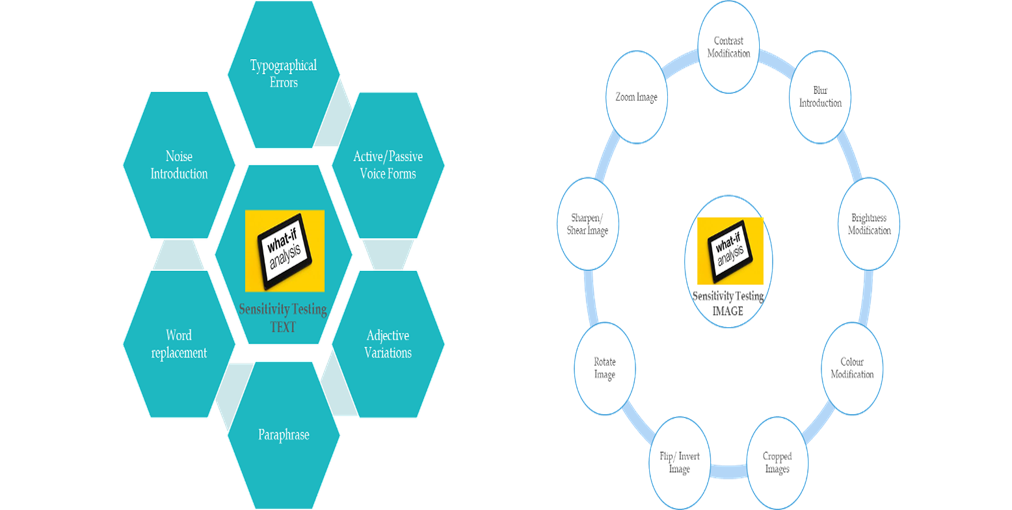 Typographical
Errors
Active/Passive
Voice Forms
Adjective
Variations
Paraphrase
Word
replacement
Noise
Introduction
what-if
analysis
Sensitivity Testing
TEXT
Contrast
Modification
Blur
Introduction
Brightness
Modification
Colour
Modification
Cropped
Images
Flip/ Invert
Image
Rotate
Image
Sharpen/
Shear Image
Zoom Image
what-if
analysis
Sensitivity Testing
IMAGE